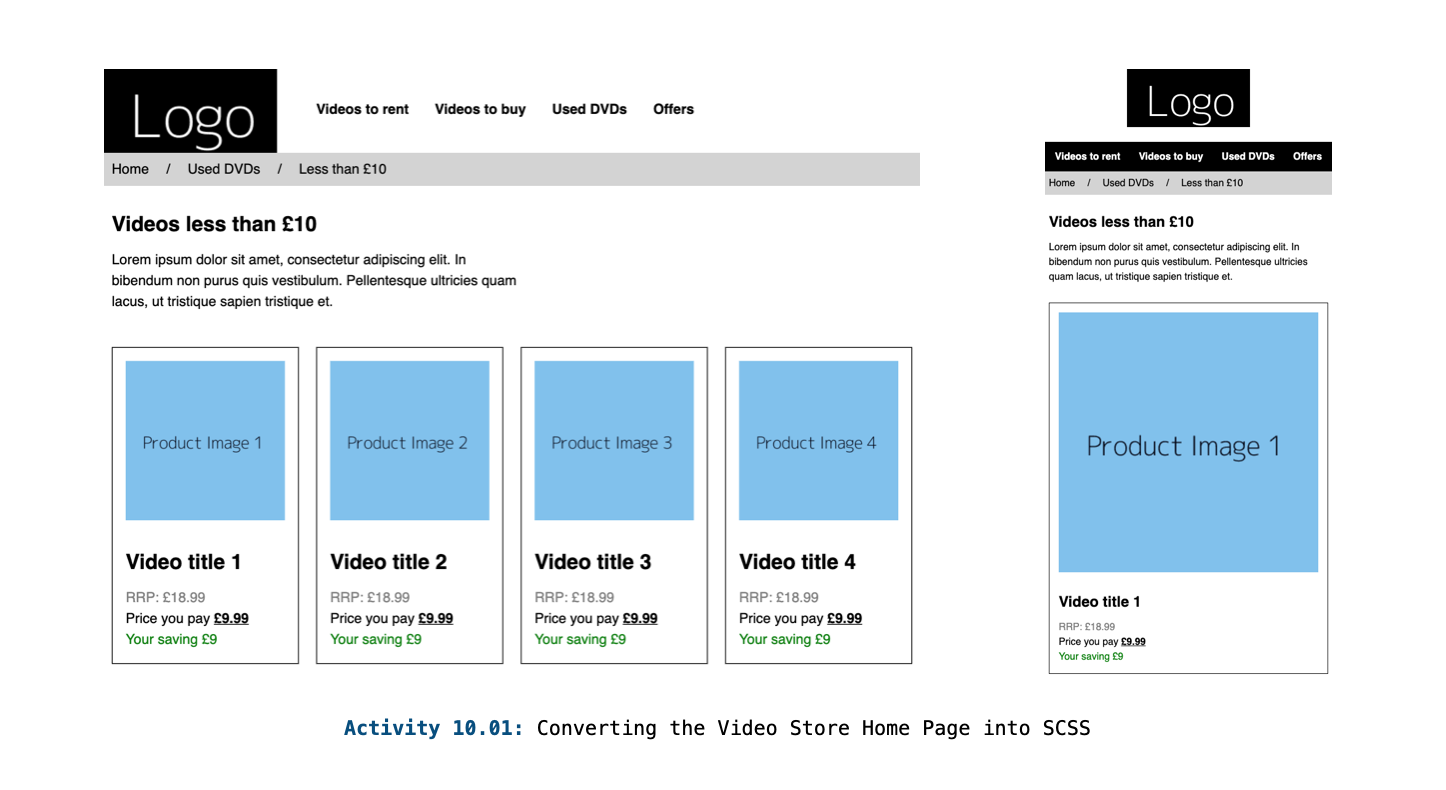 Logo
Videos to rent Videos to buy Used DVDs Offers
Home / Used DVDs / Less than £10
Videos less than £10
Lorem ipsum dolor sit amet, consectetur adipiscing elit. In
bibendum non purus quis vestibulum. Pellentesque ultricies quam
lacus, ut tristique sapien tristique et.
Product Image 1
Video title 1
RRP: £18.99
Price you pay £9.99
Your saving £9
Product Image 2
Video title 2
RRP: £18.99
Price you pay £9.99
Your saving £9
Product Image 3
Video title 3
RRP: £18.99
Price you pay £9.99
Your saving £9
Product Image 4
Video title 4
RRP: £18.99
Price you pay £9.99
Your saving £9
Logo
Videos to rent Videos to buy Used DVDs Offers
Home / Used DVDs / Less than £10
Videos less than £10
Lorem ipsum dolor sit amet, consectetur adipiscing elit. In
bibendum non purus quis vestibulum. Pellentesque ultricies
quam lacus, ut tristique sapien tristique et.
Product Image 1
Video title 1
RRP: £18.99
Price you pay £9.99
Your saving £9
Activity 10.01: Converting the Video Store Home Page into SCSS